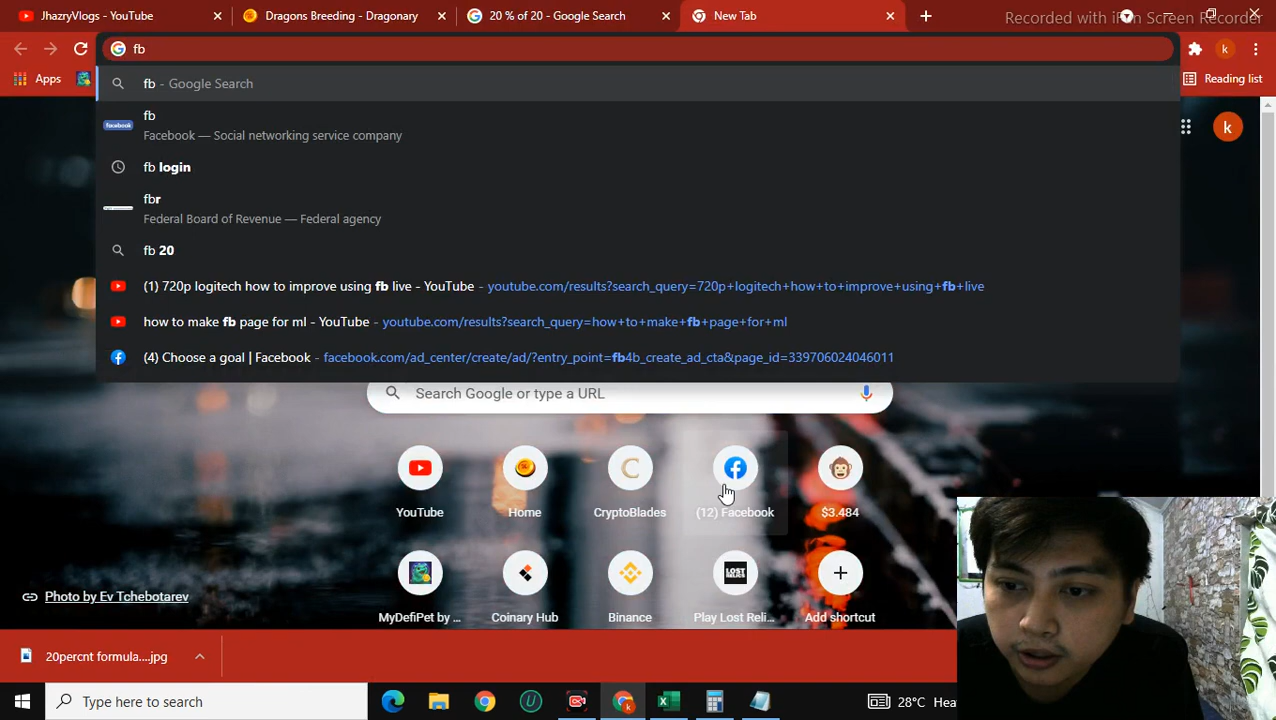 JhazryVlogs - YouTube
Dragons Breeding - Dragonary
20 % of 20 - Google Search
New Tab
Recorded with iFun Screen Recorder
fb
Apps
Reading list
k
fb - Google Search
fb
Facebook — Social networking service company
fb login
fbr
Federal Board of Revenue — Federal agency
fb 20
(1) 720p logitech how to improve using fb live - YouTube - youtube.com/results?search_query=720p+logitech+how+to+improve+using+fb+live
how to make fb page for ml - YouTube - youtube.com/results?search_query=how+to+make+fb+page+for+ml
(4) Choose a goal | Facebook - facebook.com/ad_center/create/ad/?entry_point=fb4b_create_ad_cta&page_id=339706024046011
k
Search Google or type a URL
YouTube
Home
CryptoBlades
(12) Facebook
$3.484
LOST RELICS
MyDefiPet by ...
Coinary Hub
Binance
Play Lost Reli...
Add shortcut
Photo by Ev Tchebotarev
20percnt formula....jpg
Type here to search
28°C